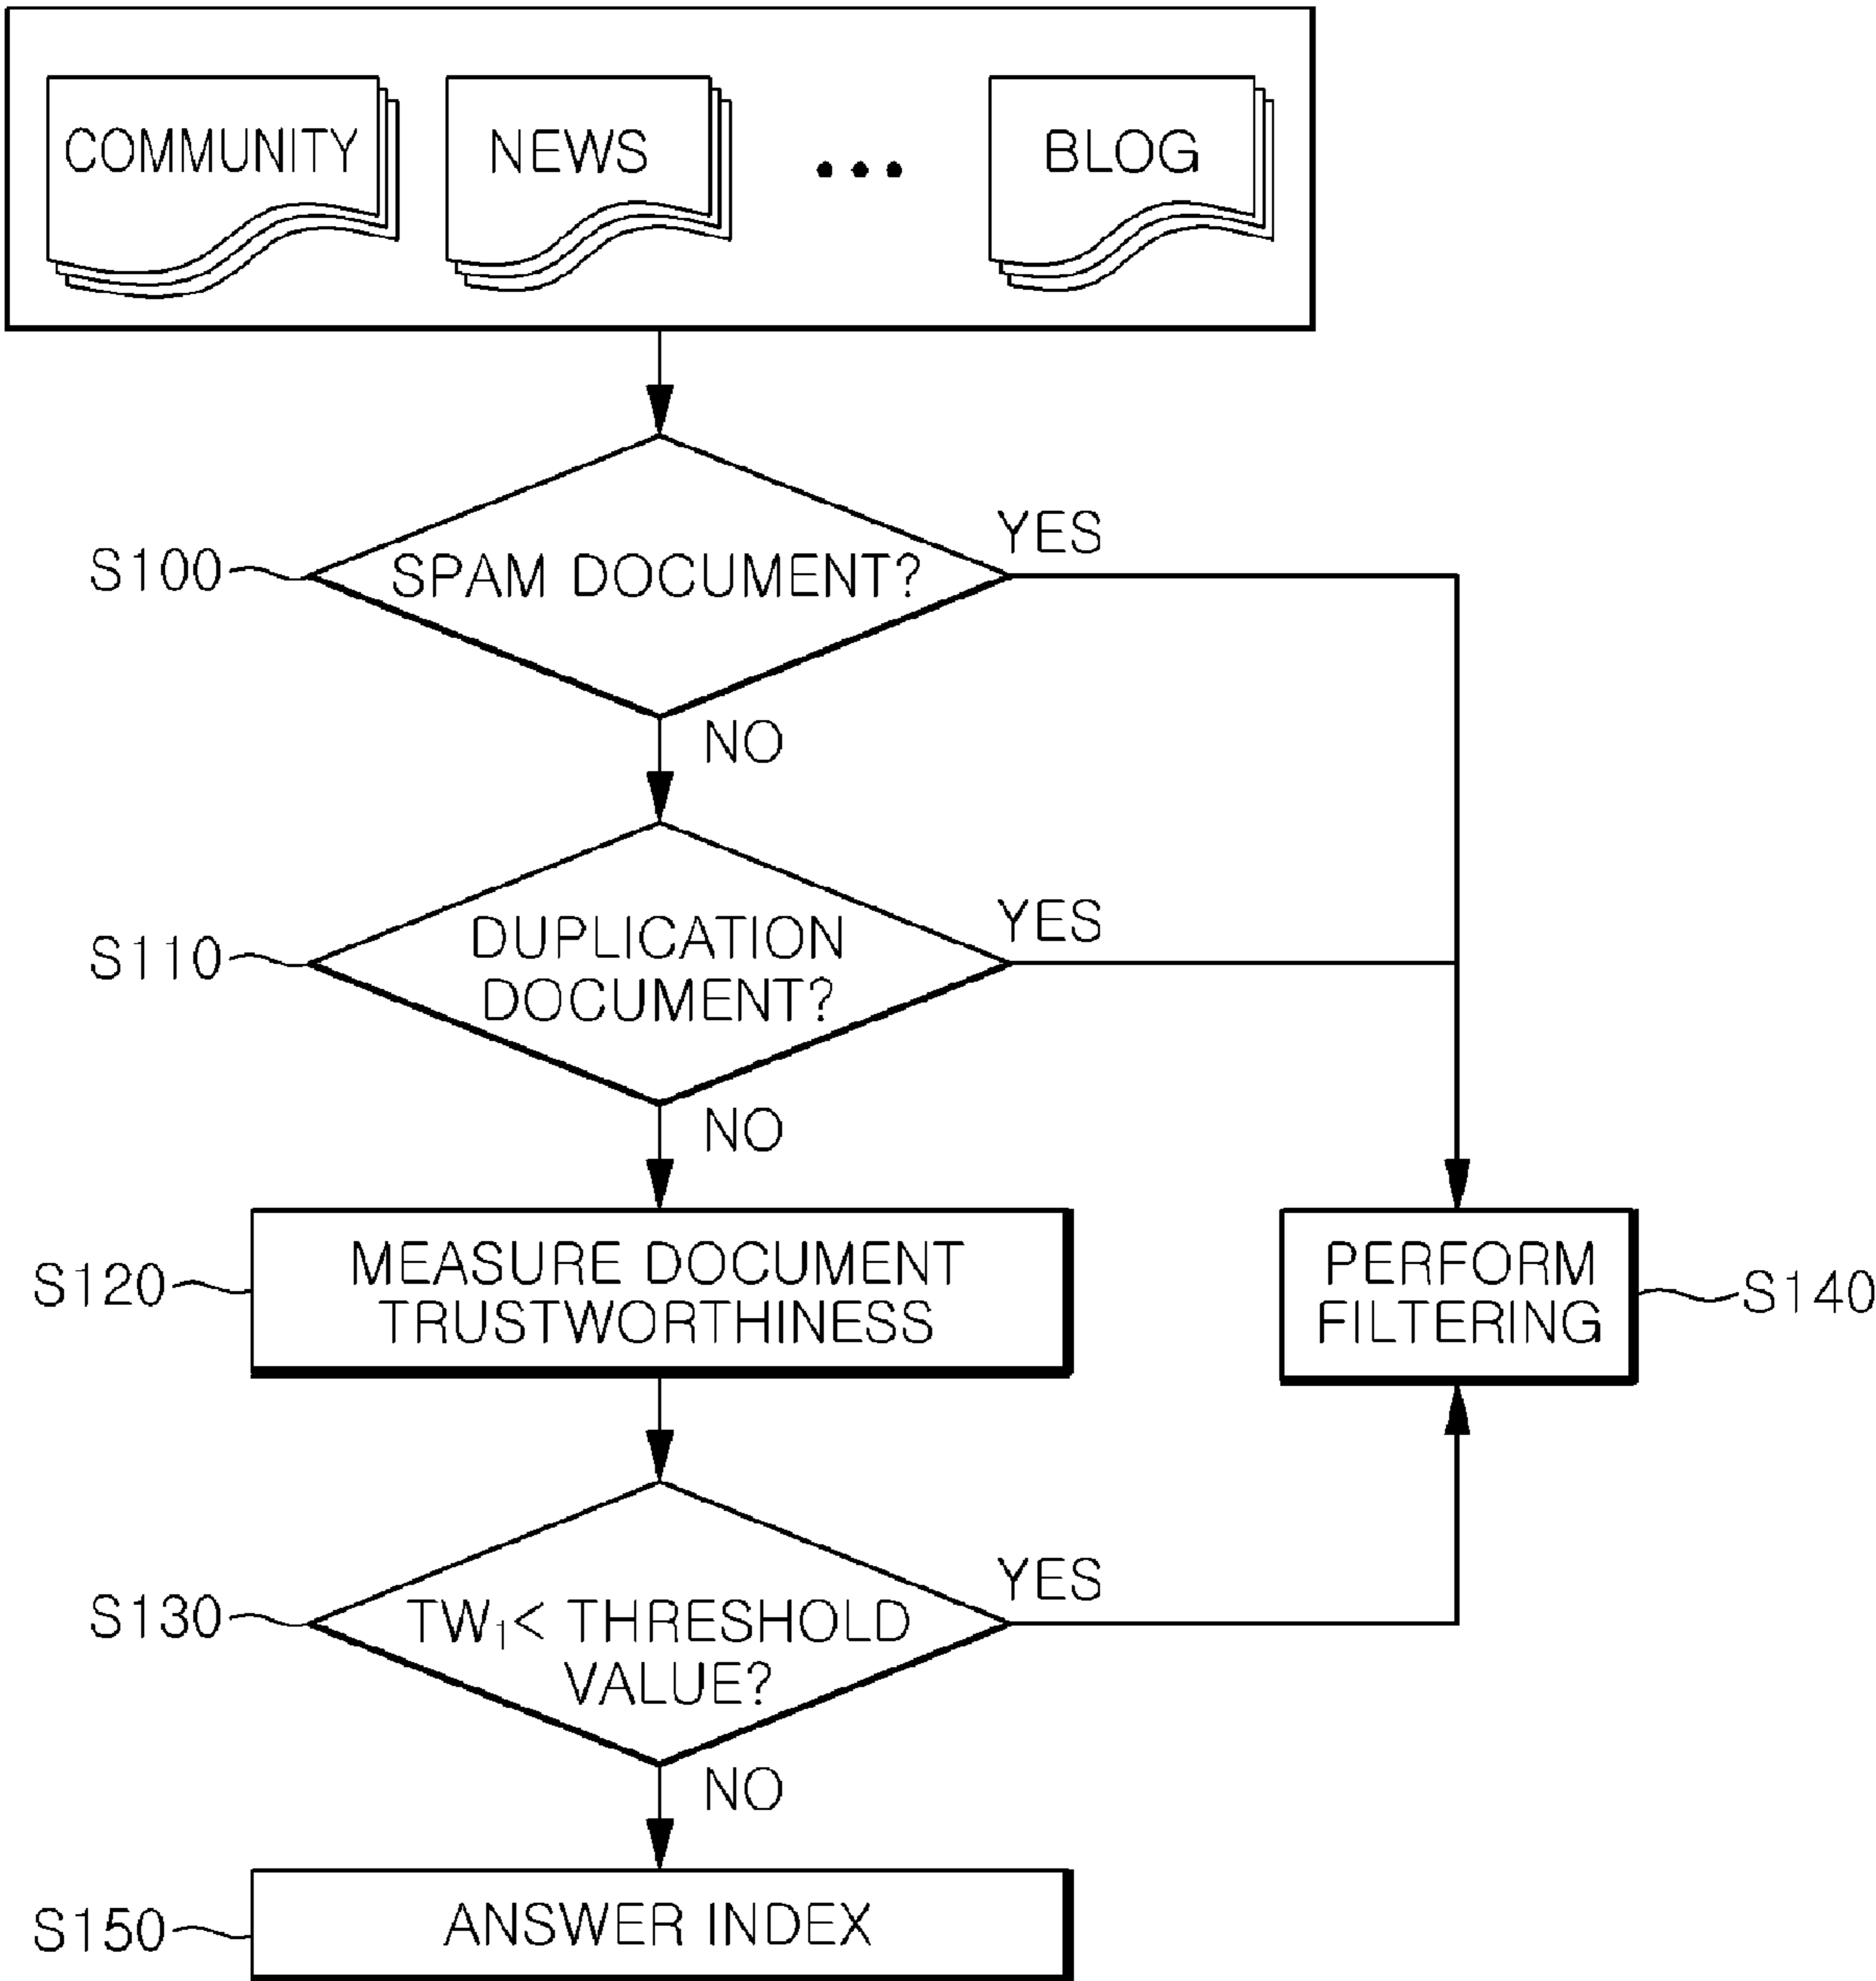 COMMUNITY
NEWS
...
BLOG
S100
SPAM DOCUMENT?
YES
NO
S110
DUPLICATION
DOCUMENT?
YES
NO
S120
MEASURE DOCUMENT
TRUSTWORTHINESS
PERFORM
FILTERING
S140
S130
TW₁< THRESHOLD
VALUE?
YES
NO
S150
ANSWER INDEX